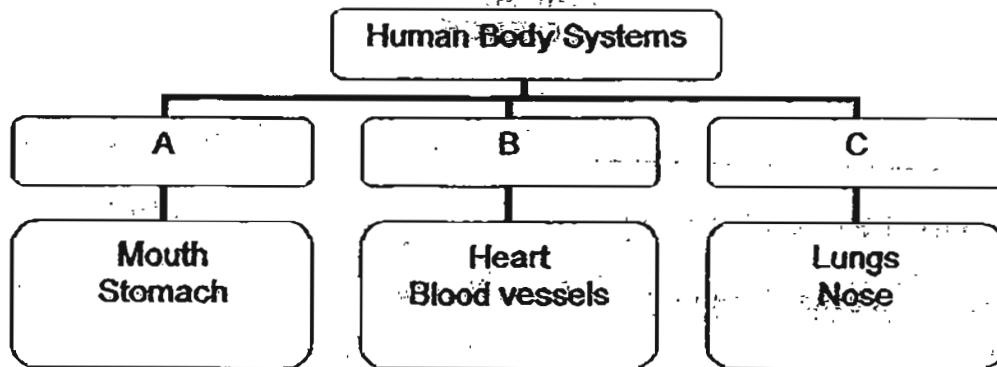 Human Body Systems
A
B
C
Mouth
Stomach
Heart
Blood vessels
Lungs
Nose